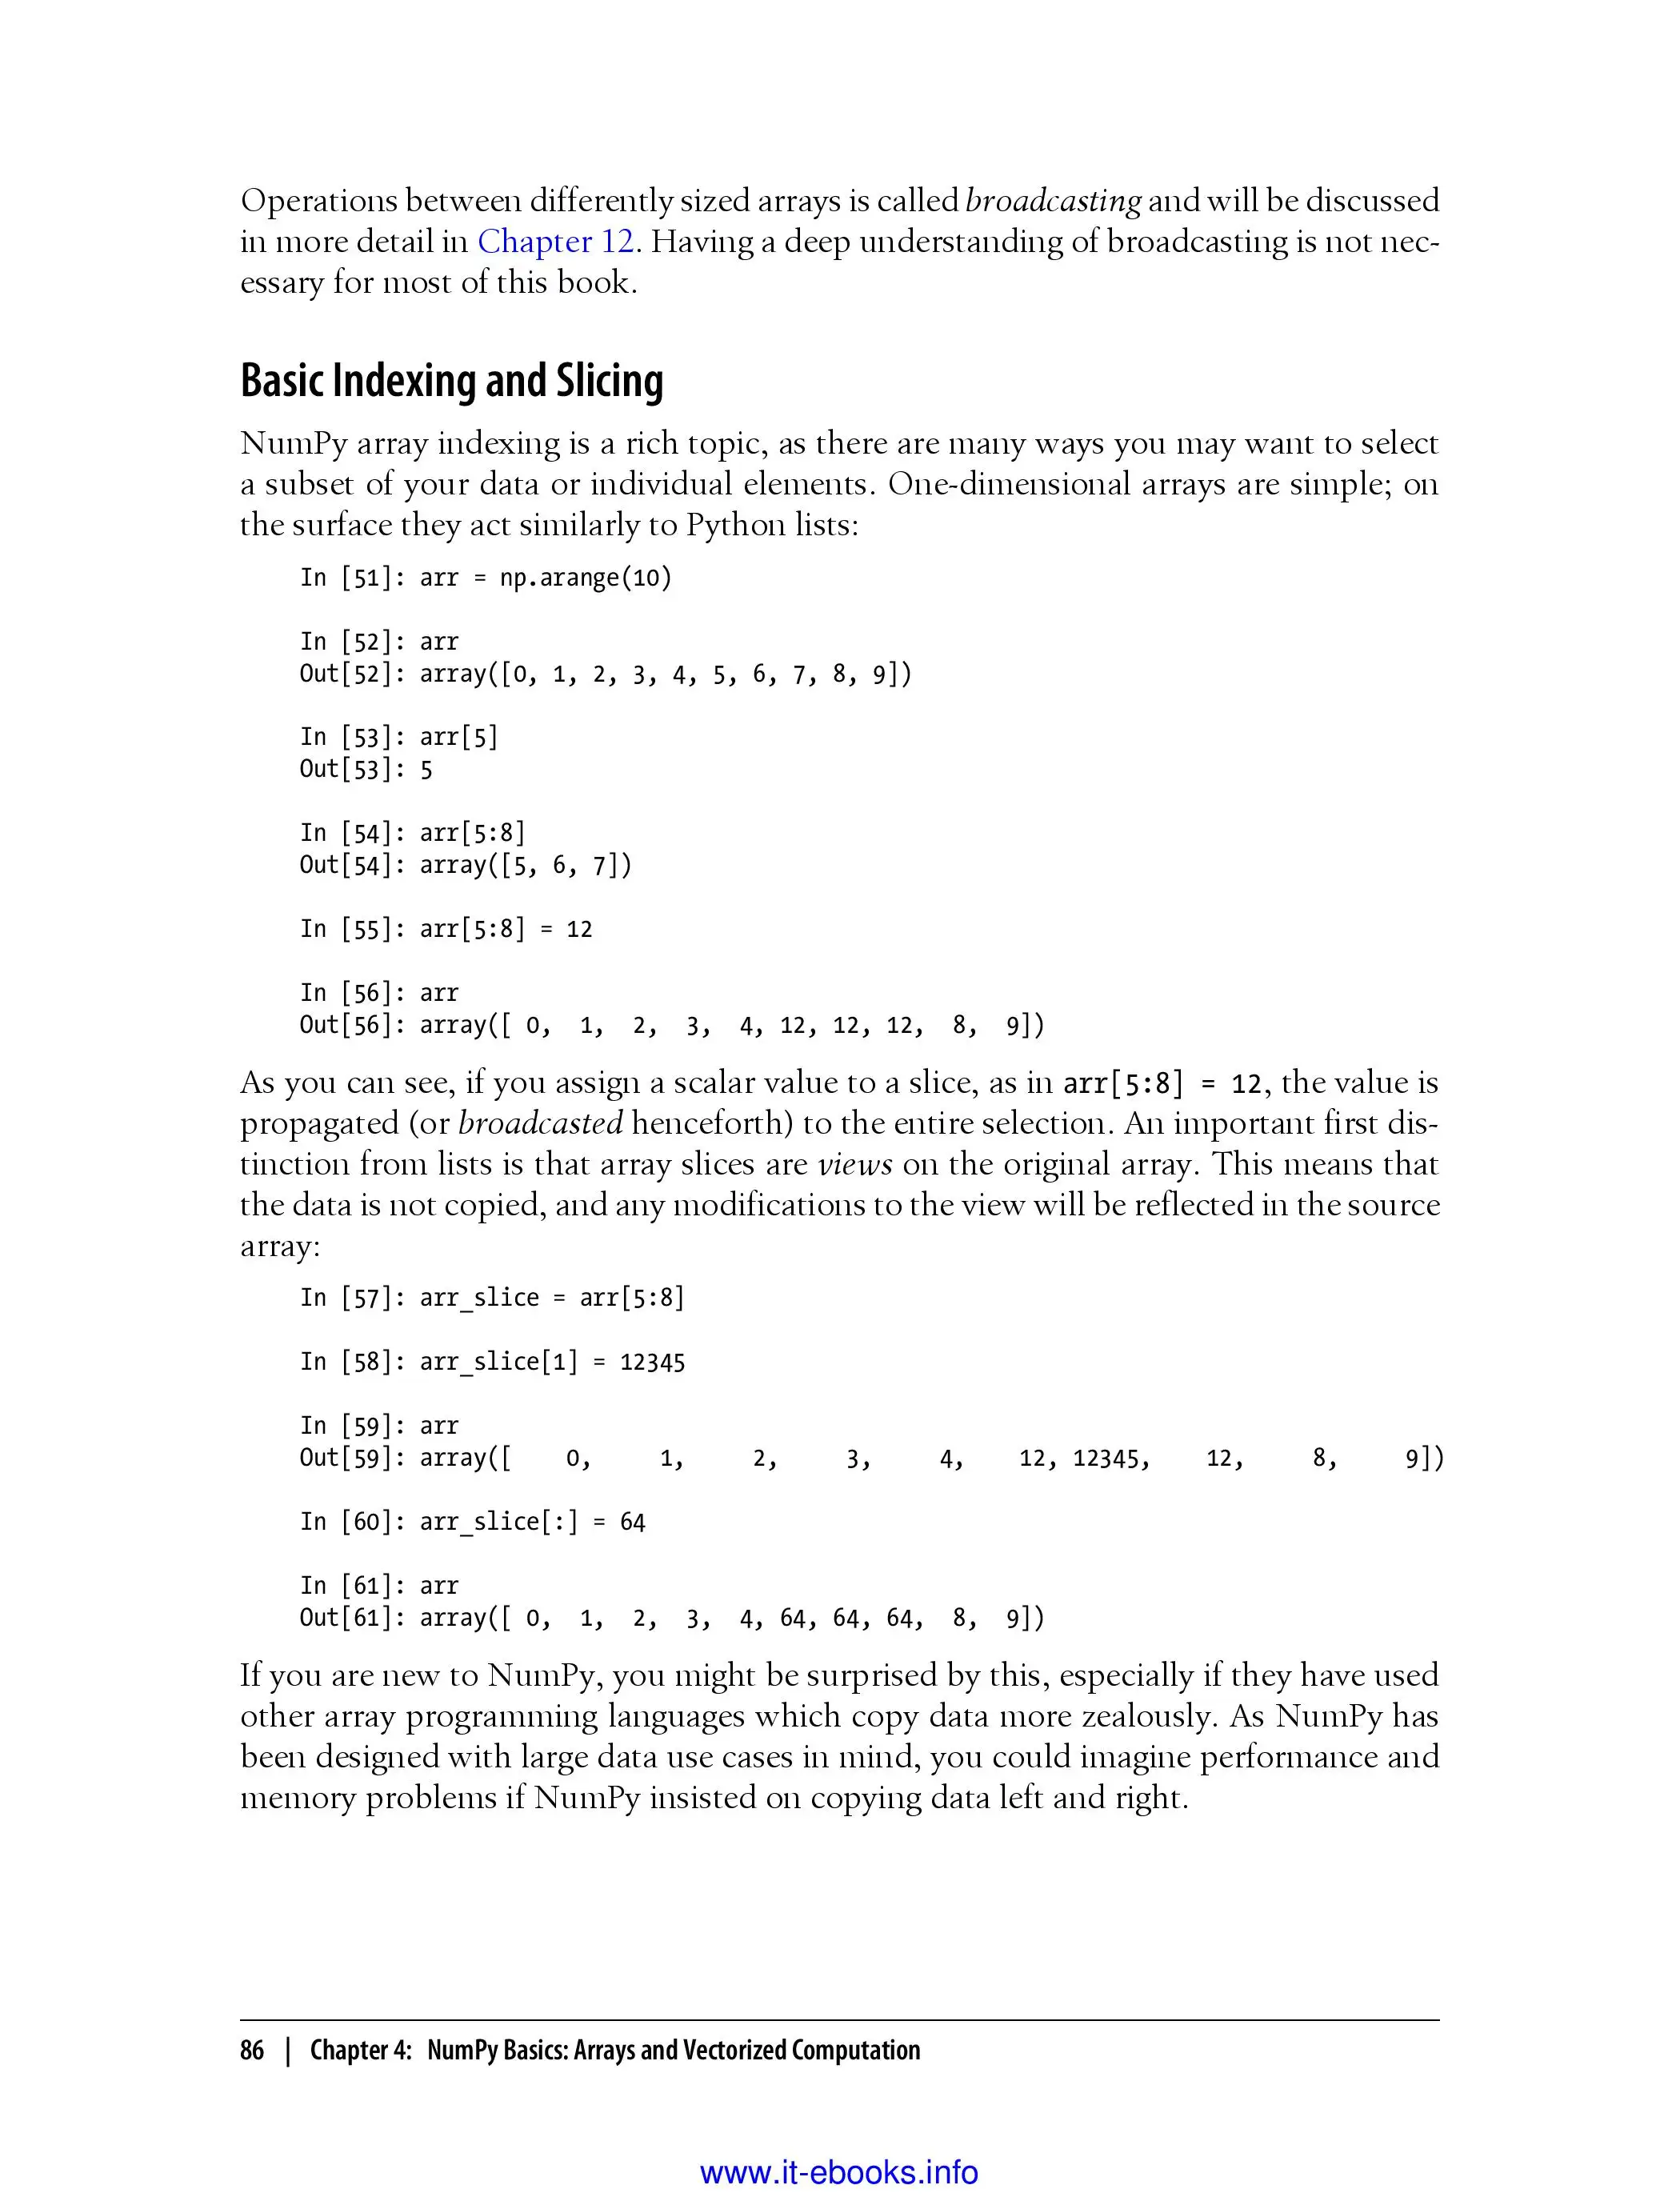 Operations between differently sized arrays is called broadcasting and will be discussed
in more detail in Chapter 12. Having a deep understanding of broadcasting is not nec-
essary for most of this book.
Basic Indexing and Slicing
NumPy array indexing is a rich topic, as there are many ways you may want to select
a subset of your data or individual elements. One-dimensional arrays are simple; on
the surface they act similarly to Python lists:
In [51]: arr = np.arange(10)
In [52]: arr
Out[52]: array([0, 1, 2, 3, 4, 5, 6, 7, 8, 9])
In [53]: arr[5]
Out[53]: 5
In [54]: arr[5:8]
Out[54]: array([5, 6, 7])
In [55]: arr[5:8] = 12
In [56]: arr
Out[56]: array([ 0,  1,  2,  3,  4, 12, 12, 12,  8,  9])
As you can see, if you assign a scalar value to a slice, as in arr[5:8] = 12, the value is
propagated (or broadcasted henceforth) to the entire selection. An important first dis-
tinction from lists is that array slices are views on the original array. This means that
the data is not copied, and any modifications to the view will be reflected in the source
array:
In [57]: arr_slice = arr[5:8]
In [58]: arr_slice[1] = 12345
In [59]: arr
Out[59]: array([    0,     1,     2,     3,     4,    12, 12345,    12,     8,     9])
In [60]: arr_slice[:] = 64
In [61]: arr
Out[61]: array([ 0,  1,  2,  3,  4, 64, 64, 64,  8,  9])
If you are new to NumPy, you might be surprised by this, especially if they have used
other array programming languages which copy data more zealously. As NumPy has
been designed with large data use cases in mind, you could imagine performance and
memory problems if NumPy insisted on copying data left and right.
86 | Chapter 4: NumPy Basics: Arrays and Vectorized Computation
www.it-ebooks.info